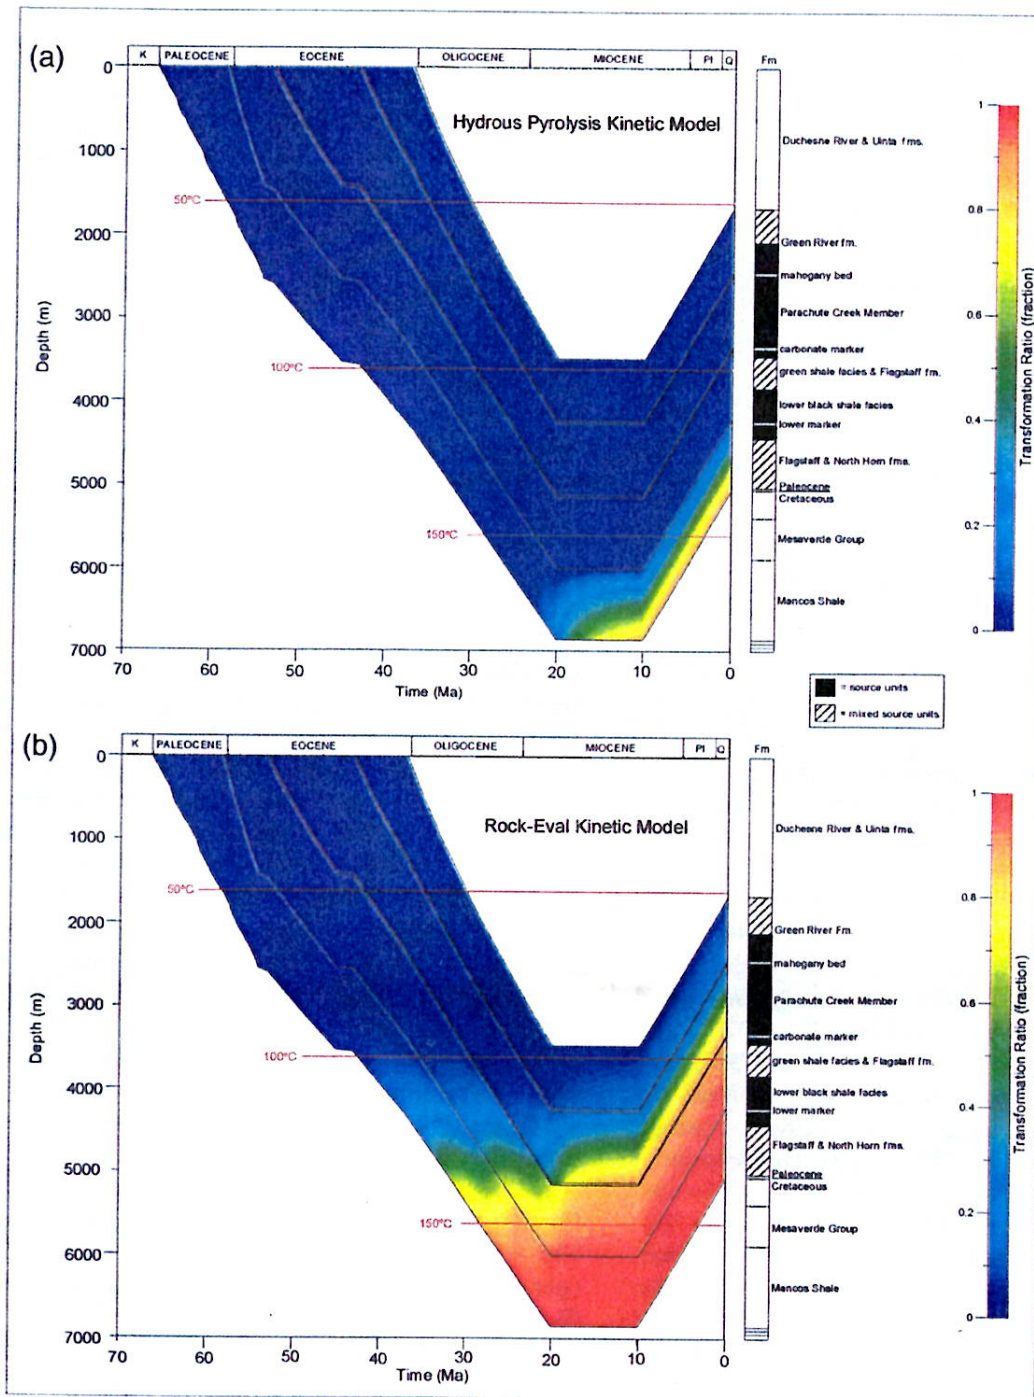 (a)
K PALEOCENE EOCENE OLIGOCENE MIOCENE Pl Q Fm
Hydrous Pyrolysis Kinetic Model
0
1000
2000
3000
4000
5000
6000
7000
Depth (m)
50°C
100°C
150°C
70 60 50 40 30 20 10 0
Time (Ma)
Duchesne River & Uinta fms.
Green River fm.
mahogany bed
Parachute Creek Member
carbonate marker
green shale facies & Flagstaff fm.
lower black shale facies
lower marker
Flagstaff & North Horn fms.
Paleocene
Cretaceous
Mesaverde Group
Mancos Shale
1
0.8
0.6
0.4
0.2
0
Transformation Ratio (fraction)
= source units
= mixed source units
(b)
K PALEOCENE EOCENE OLIGOCENE MIOCENE Pl Q Fm
Rock-Eval Kinetic Model
0
1000
2000
3000
4000
5000
6000
7000
Depth (m)
50°C
100°C
150°C
70 60 50 40 30 20 10 0
Time (Ma)
Duchesne River & Uinta fms.
Green River Fm.
mahogany bed
Parachute Creek Member
carbonate marker
green shale facies & Flagstaff fm.
lower black shale facies
lower marker
Flagstaff & North Horn fms.
Paleocene
Cretaceous
Mesaverde Group
Mancos Shale
1
0.8
0.6
0.4
0.2
0
Transformation Ratio (fraction)